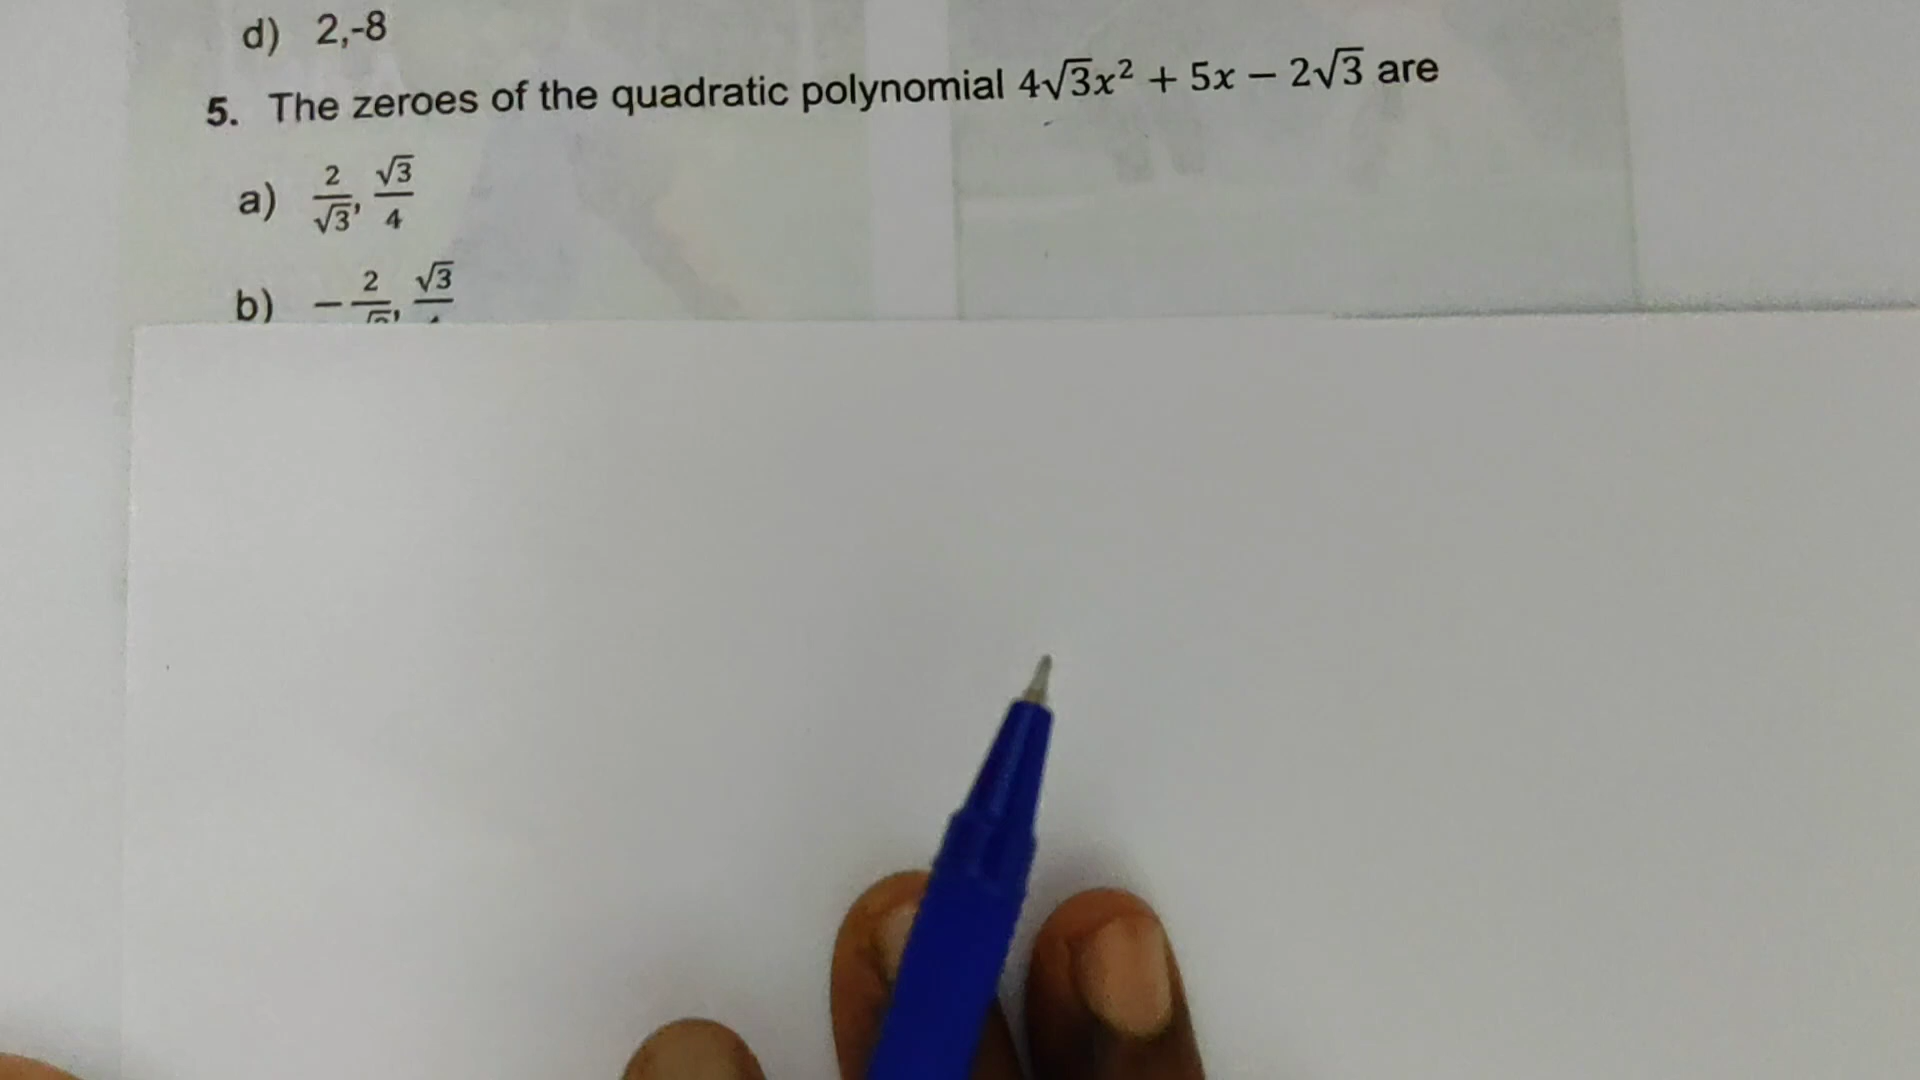 d) 2,-8
5. The zeroes of the quadratic polynomial 4√3x² + 5x − 2√3 are
a) 2/√3, √3/4
b) −2/, √3/